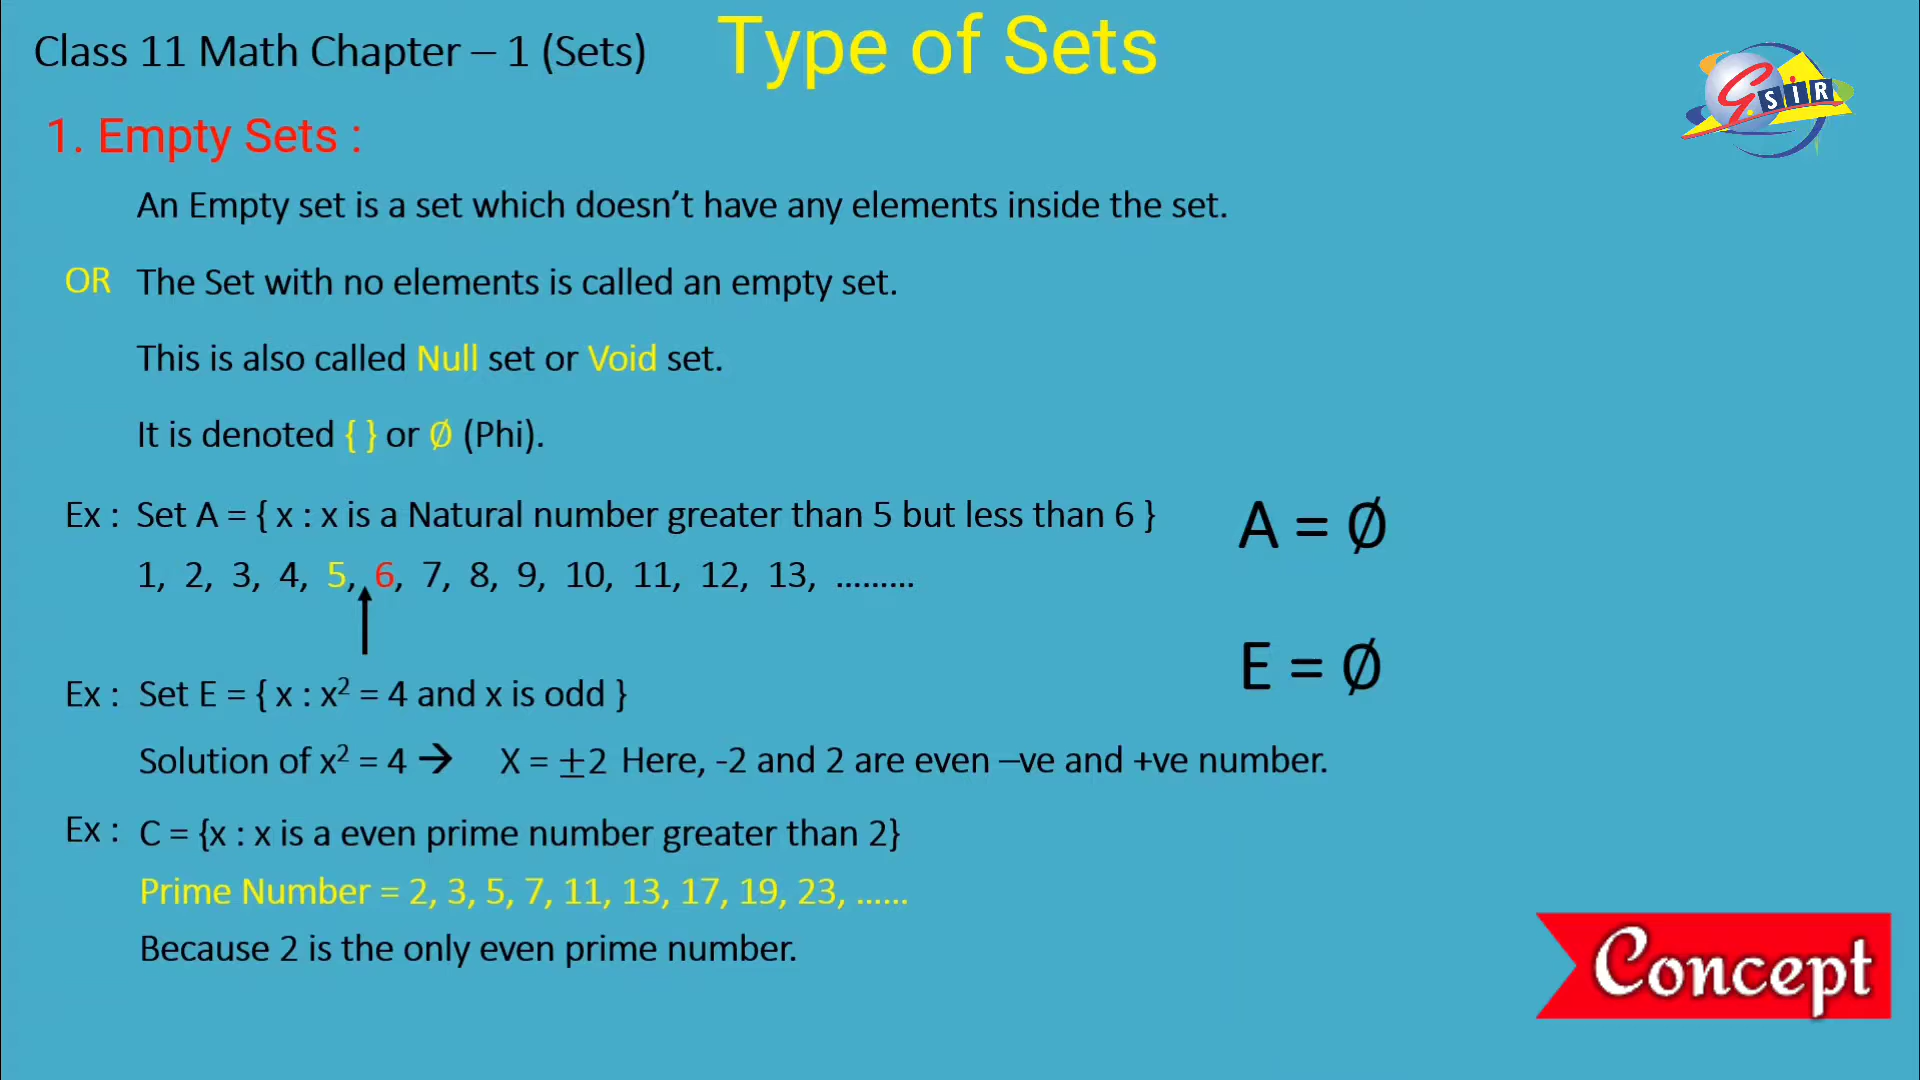 Class 11 Math Chapter – 1 (Sets) Type of Sets
G SIR
1. Empty Sets :
An Empty set is a set which doesn’t have any elements inside the set.
OR The Set with no elements is called an empty set.
This is also called Null set or Void set.
It is denoted { } or ∅ (Phi).
Ex : Set A = { x : x is a Natural number greater than 5 but less than 6 } A = ∅
1, 2, 3, 4, 5, 6, 7, 8, 9, 10, 11, 12, 13, .........
E = ∅
Ex : Set E = { x : x² = 4 and x is odd }
Solution of x² = 4 → X = ±2 Here, -2 and 2 are even –ve and +ve number.
Ex : C = {x : x is a even prime number greater than 2}
Prime Number = 2, 3, 5, 7, 11, 13, 17, 19, 23, ......
Because 2 is the only even prime number.
Concept